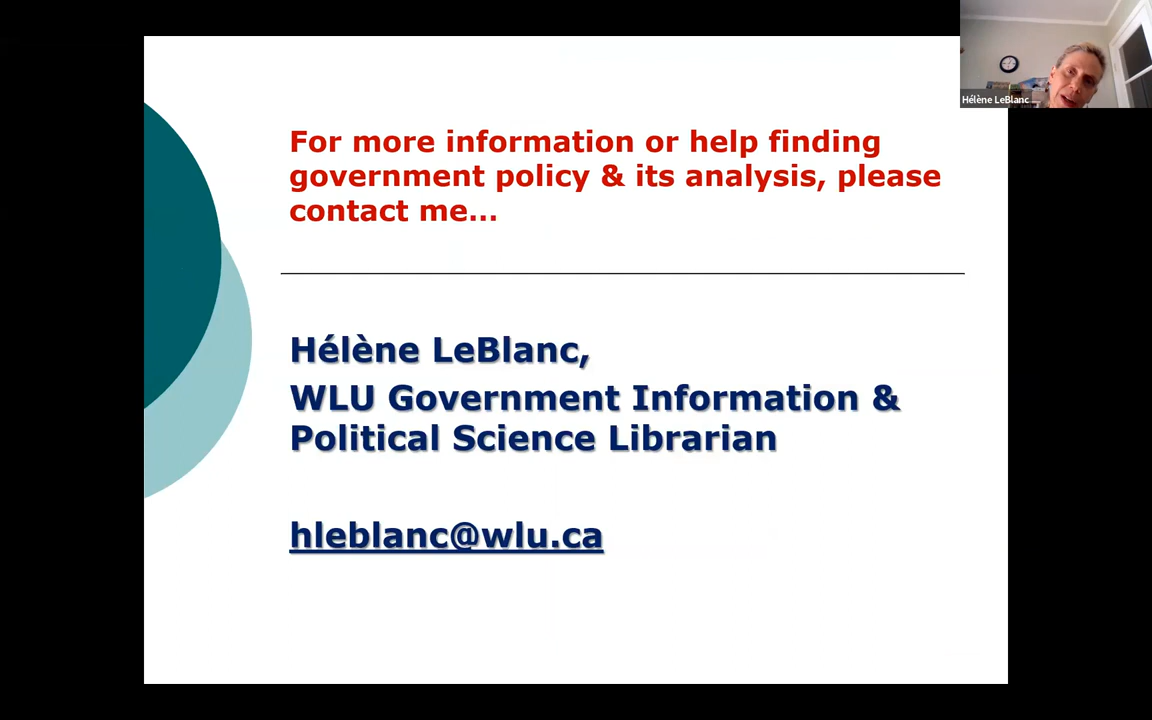 Hélène LeBlanc
For more information or help finding
government policy & its analysis, please
contact me...
Hélène LeBlanc,
WLU Government Information &
Political Science Librarian
hleblanc@wlu.ca